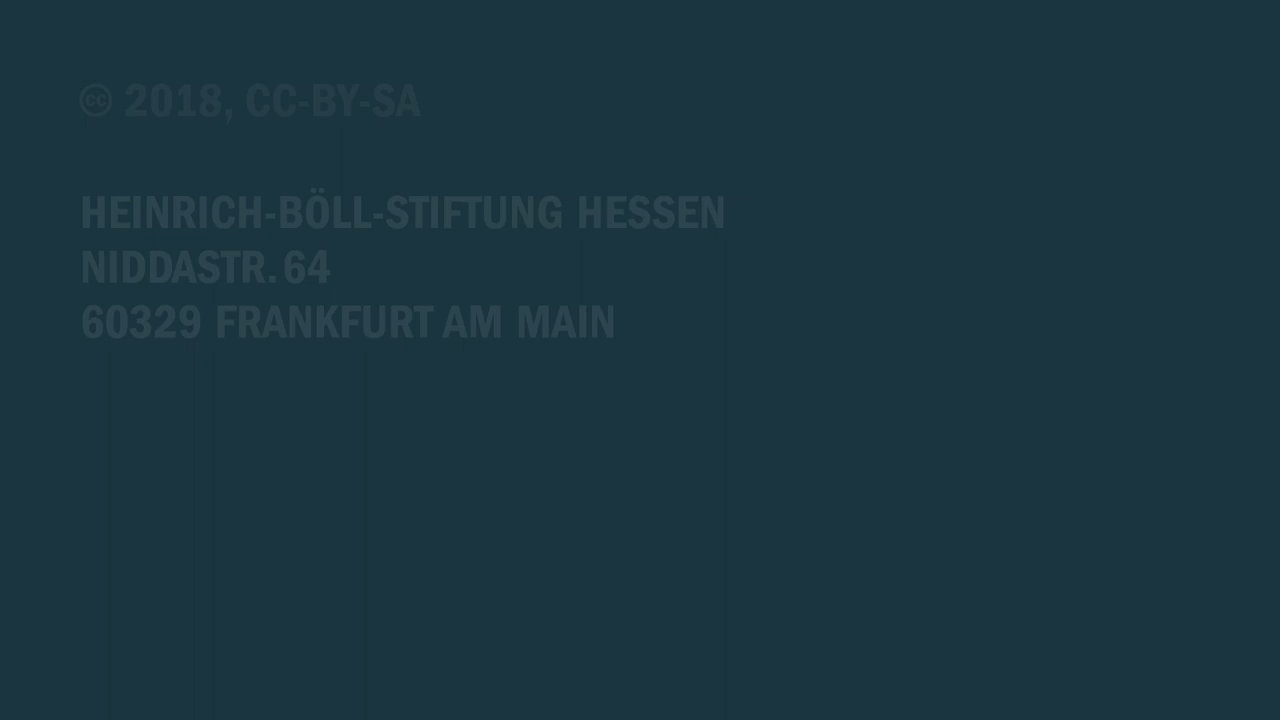 🅭 2018, CC-BY-SA
HEINRICH-BÖLL-STIFTUNG HESSEN
NIDDASTR. 64
60329 FRANKFURT AM MAIN